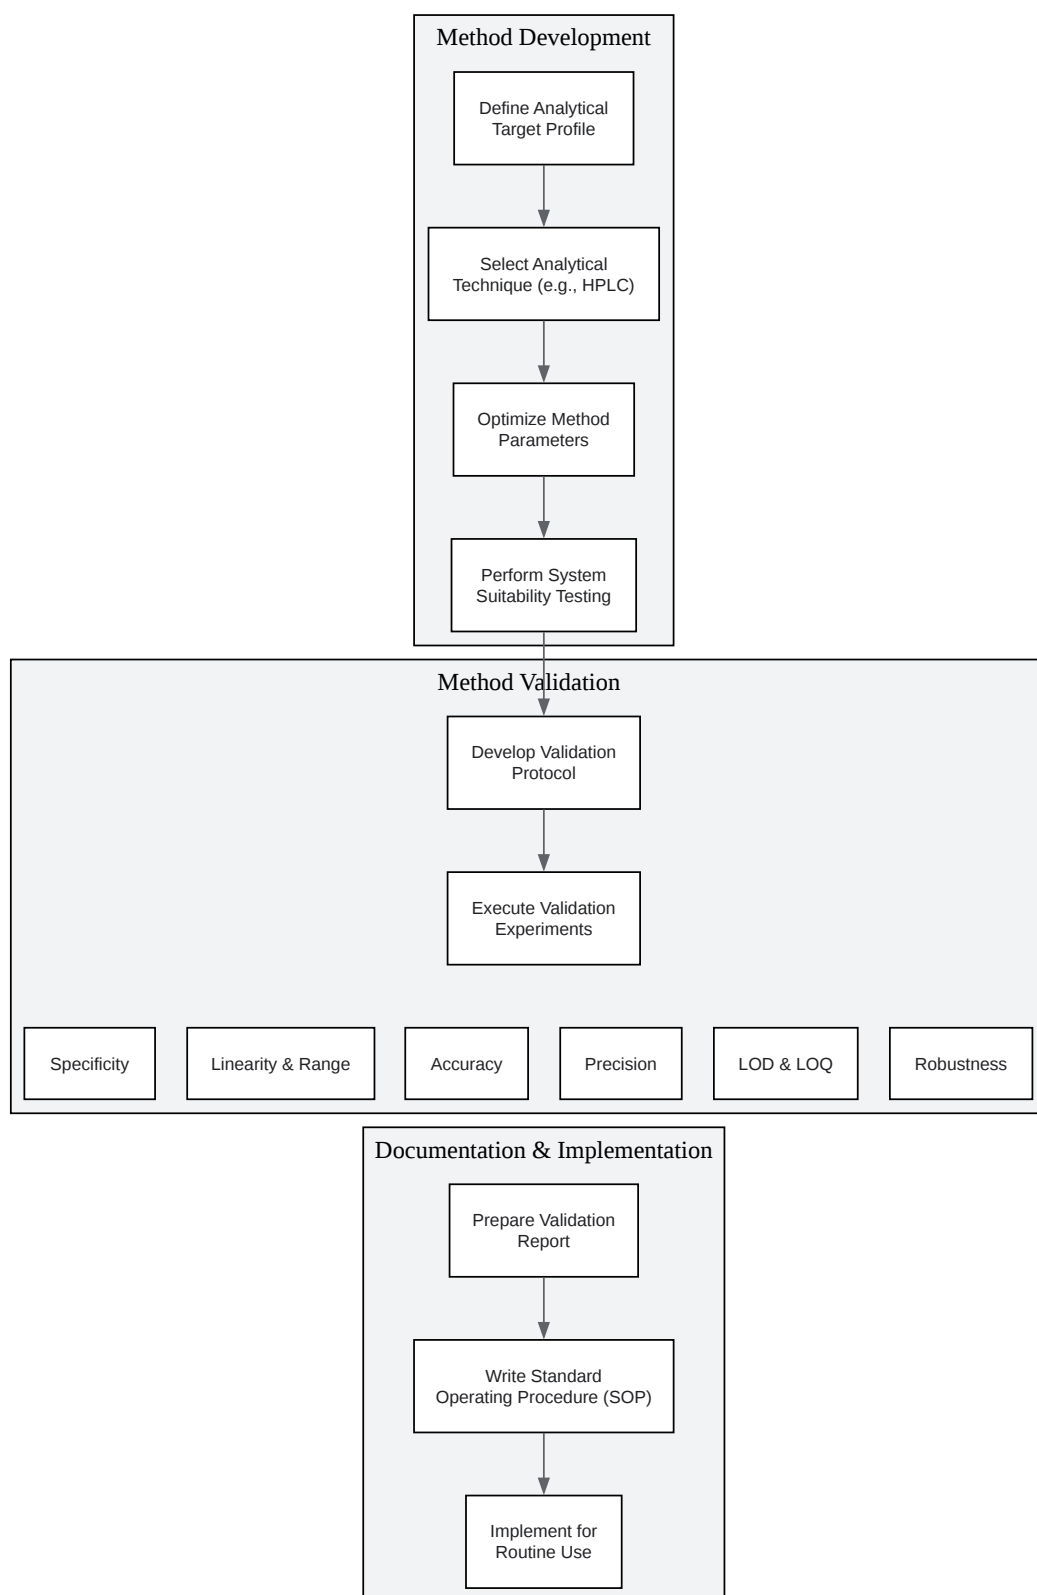 Method Development
Define Analytical
Target Profile
Select Analytical
Technique (e.g., HPLC)
Optimize Method
Parameters
Perform System
Suitability Testing
Method Validation
Develop Validation
Protocol
Execute Validation
Experiments
Specificity
Linearity & Range
Accuracy
Precision
LOD & LOQ
Robustness
Documentation & Implementation
Prepare Validation
Report
Write Standard
Operating Procedure (SOP)
Implement for
Routine Use